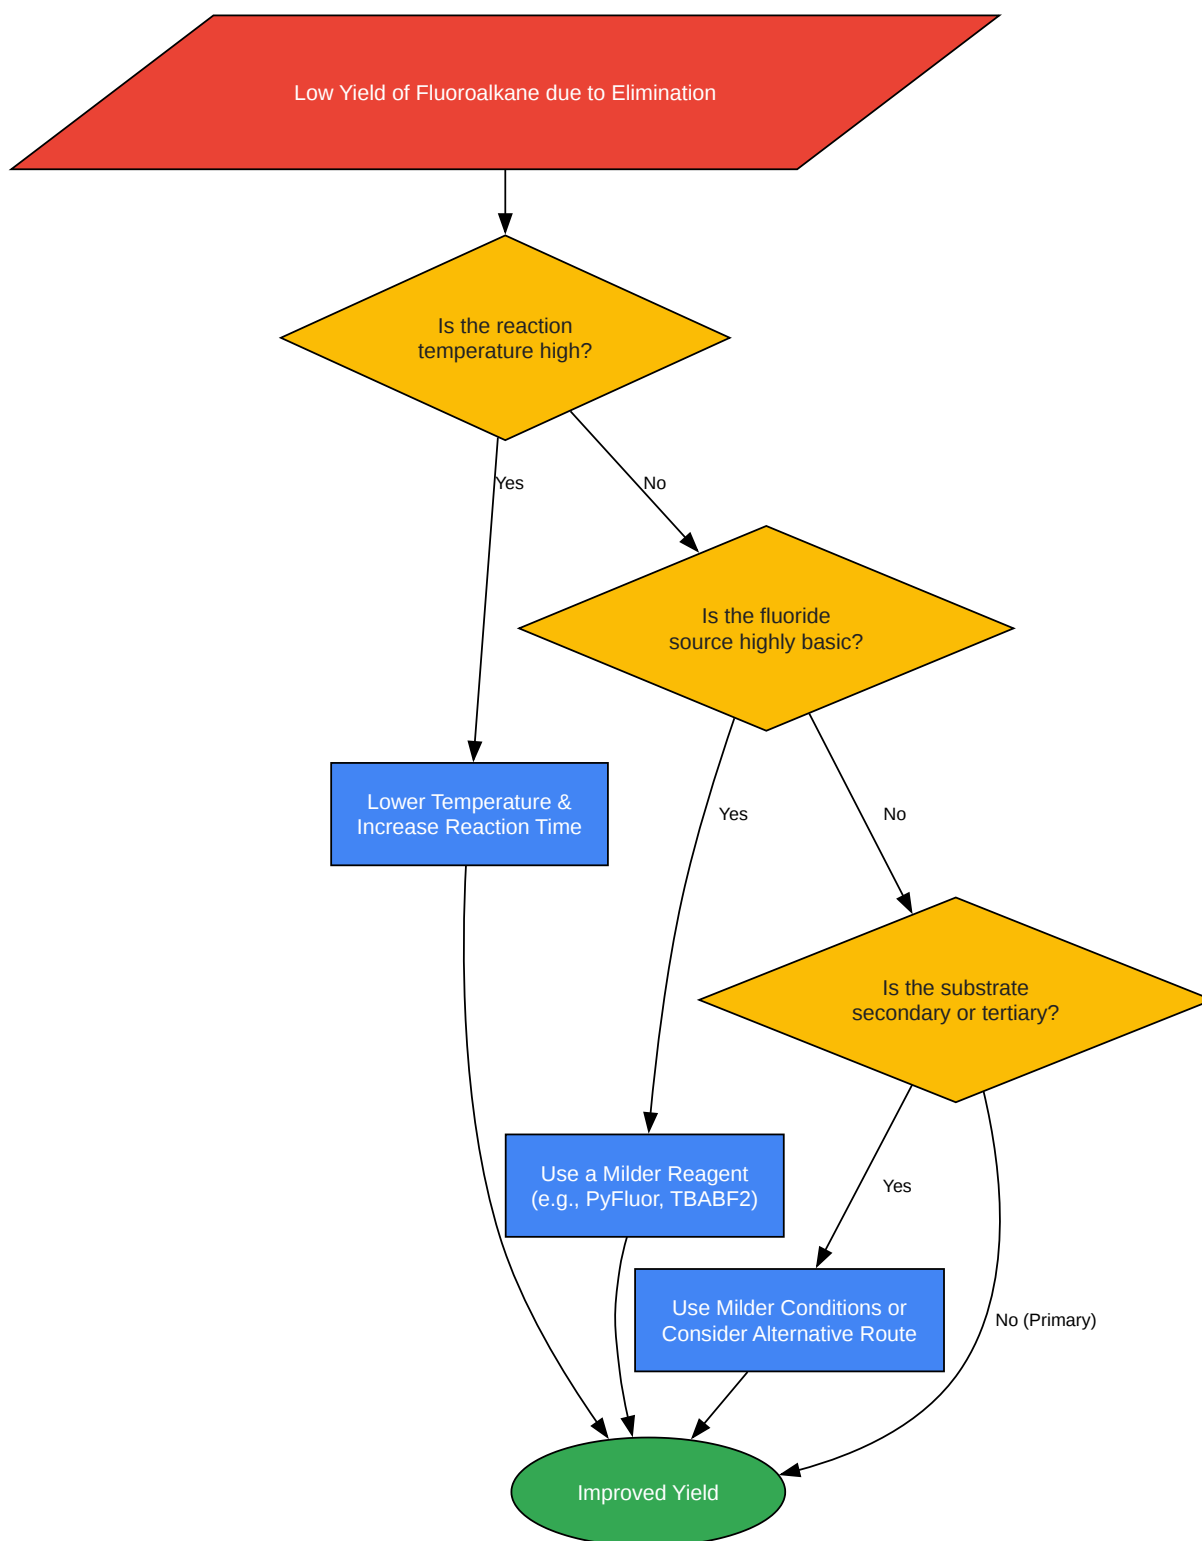 Low Yield of Fluoroalkane due to Elimination
Is the reaction
temperature high?
Yes
No
Is the fluoride
source highly basic?
Lower Temperature &
Increase Reaction Time
Yes
No
Is the substrate
secondary or tertiary?
Use a Milder Reagent
(e.g., PyFluor, TBABF2)
Yes
Use Milder Conditions or
Consider Alternative Route
No (Primary)
Improved Yield